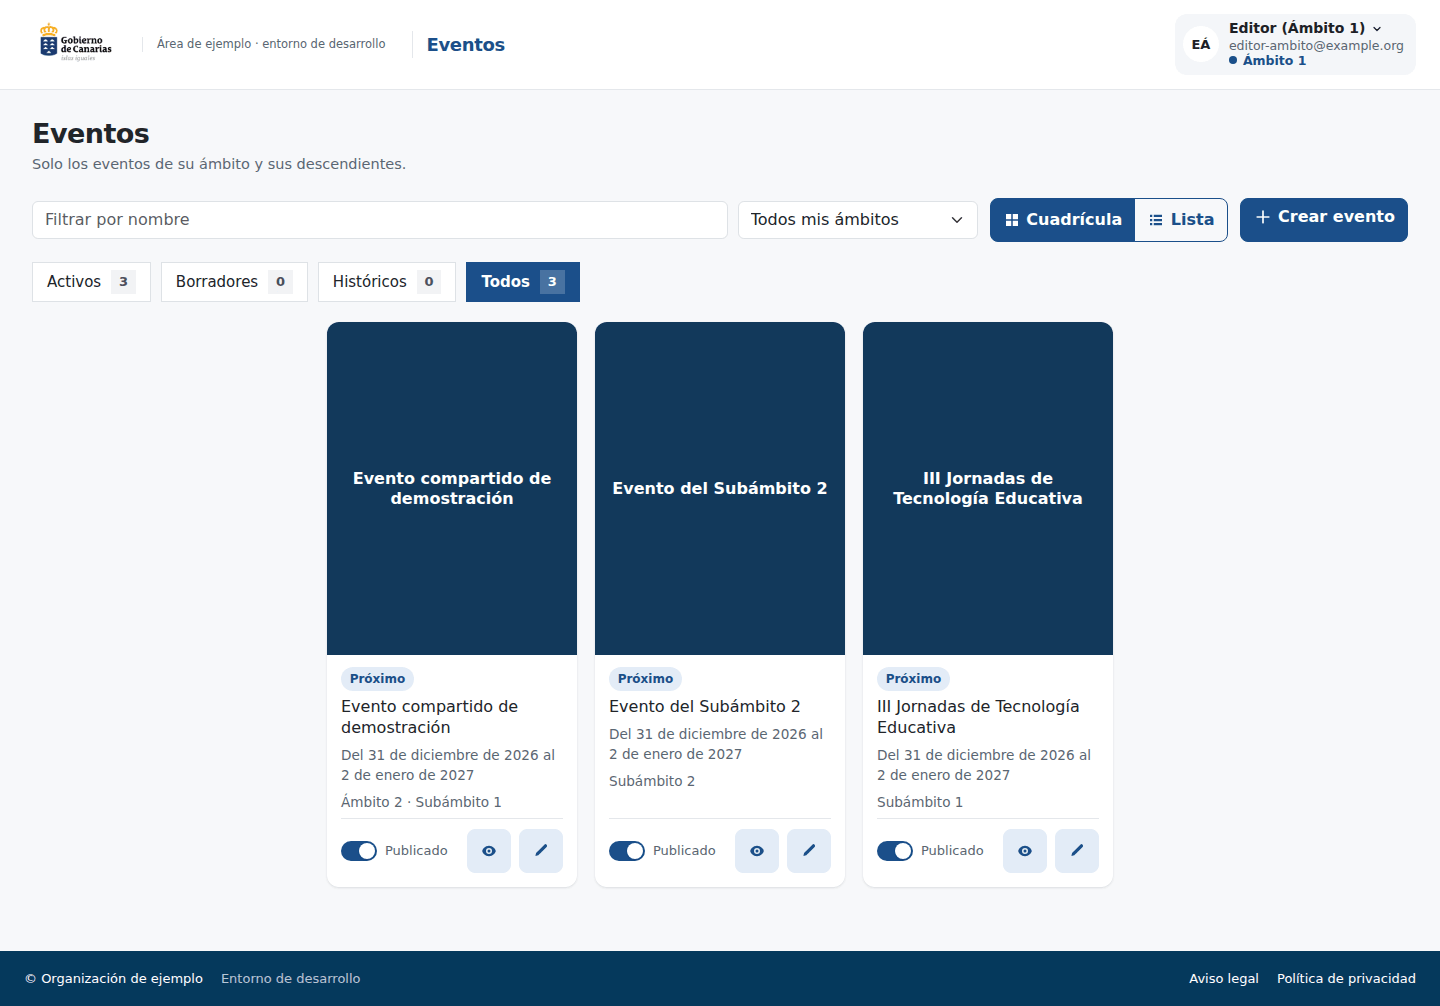 Gobierno
de Canarias
islas iguales
Área de ejemplo · entorno de desarrollo
Eventos
EÁ
Editor (Ámbito 1)
editor-ambito@example.org
Ámbito 1
Eventos
Solo los eventos de su ámbito y sus descendientes.
Filtrar por nombre
Todos mis ámbitos
Cuadrícula
Lista
Crear evento
Activos 3
Borradores 0
Históricos 0
Todos 3
Evento compartido de
demostración
Próximo
Evento compartido de
demostración
Del 31 de diciembre de 2026 al
2 de enero de 2027
Ámbito 2 · Subámbito 1
Publicado
Evento del Subámbito 2
Próximo
Evento del Subámbito 2
Del 31 de diciembre de 2026 al
2 de enero de 2027
Subámbito 2
Publicado
III Jornadas de
Tecnología Educativa
Próximo
III Jornadas de Tecnología
Educativa
Del 31 de diciembre de 2026 al
2 de enero de 2027
Subámbito 1
Publicado
© Organización de ejemplo
Entorno de desarrollo
Aviso legal
Política de privacidad